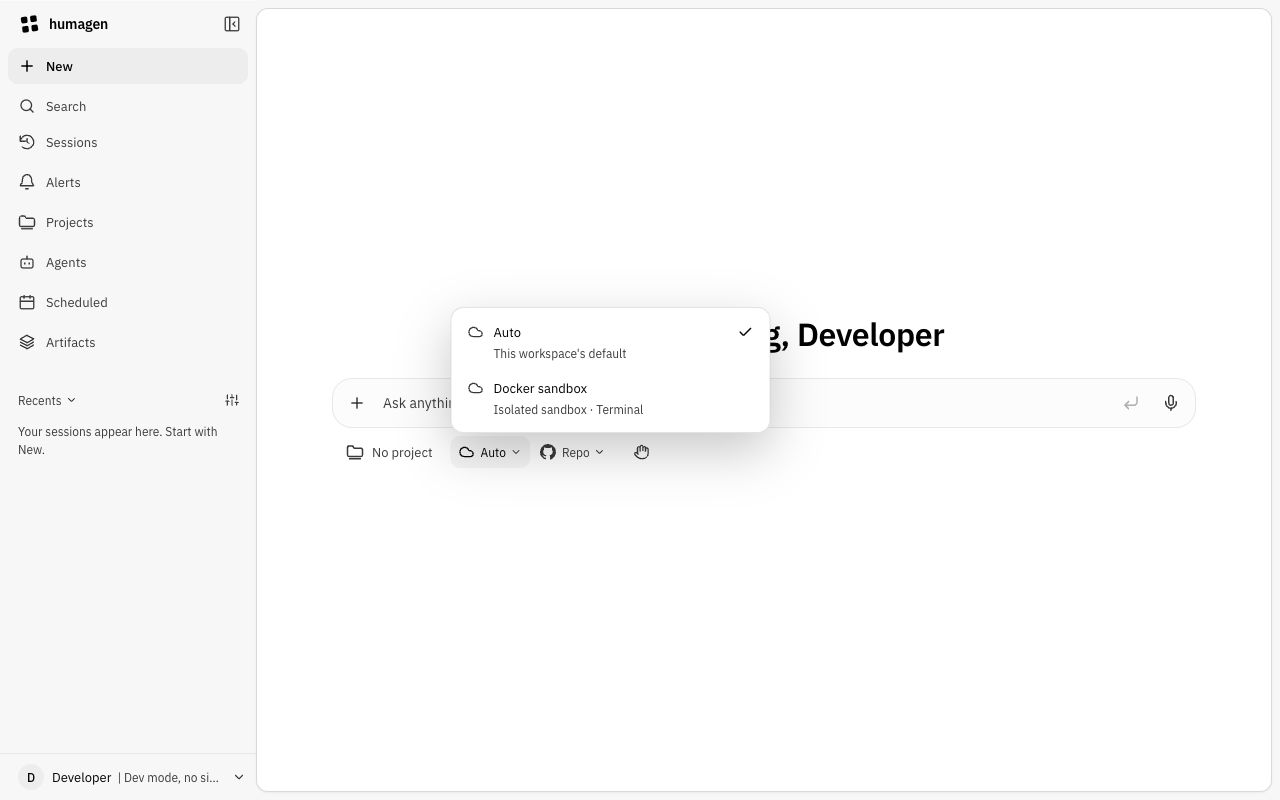 humagen
New
Search
Sessions
Alerts
Projects
Agents
Scheduled
Artifacts
Recents
Your sessions appear here. Start with
New.
D
Developer | Dev mode, no si...
g, Developer
Auto
This workspace's default
Docker sandbox
Isolated sandbox · Terminal
Ask anythin
No project
Auto
Repo